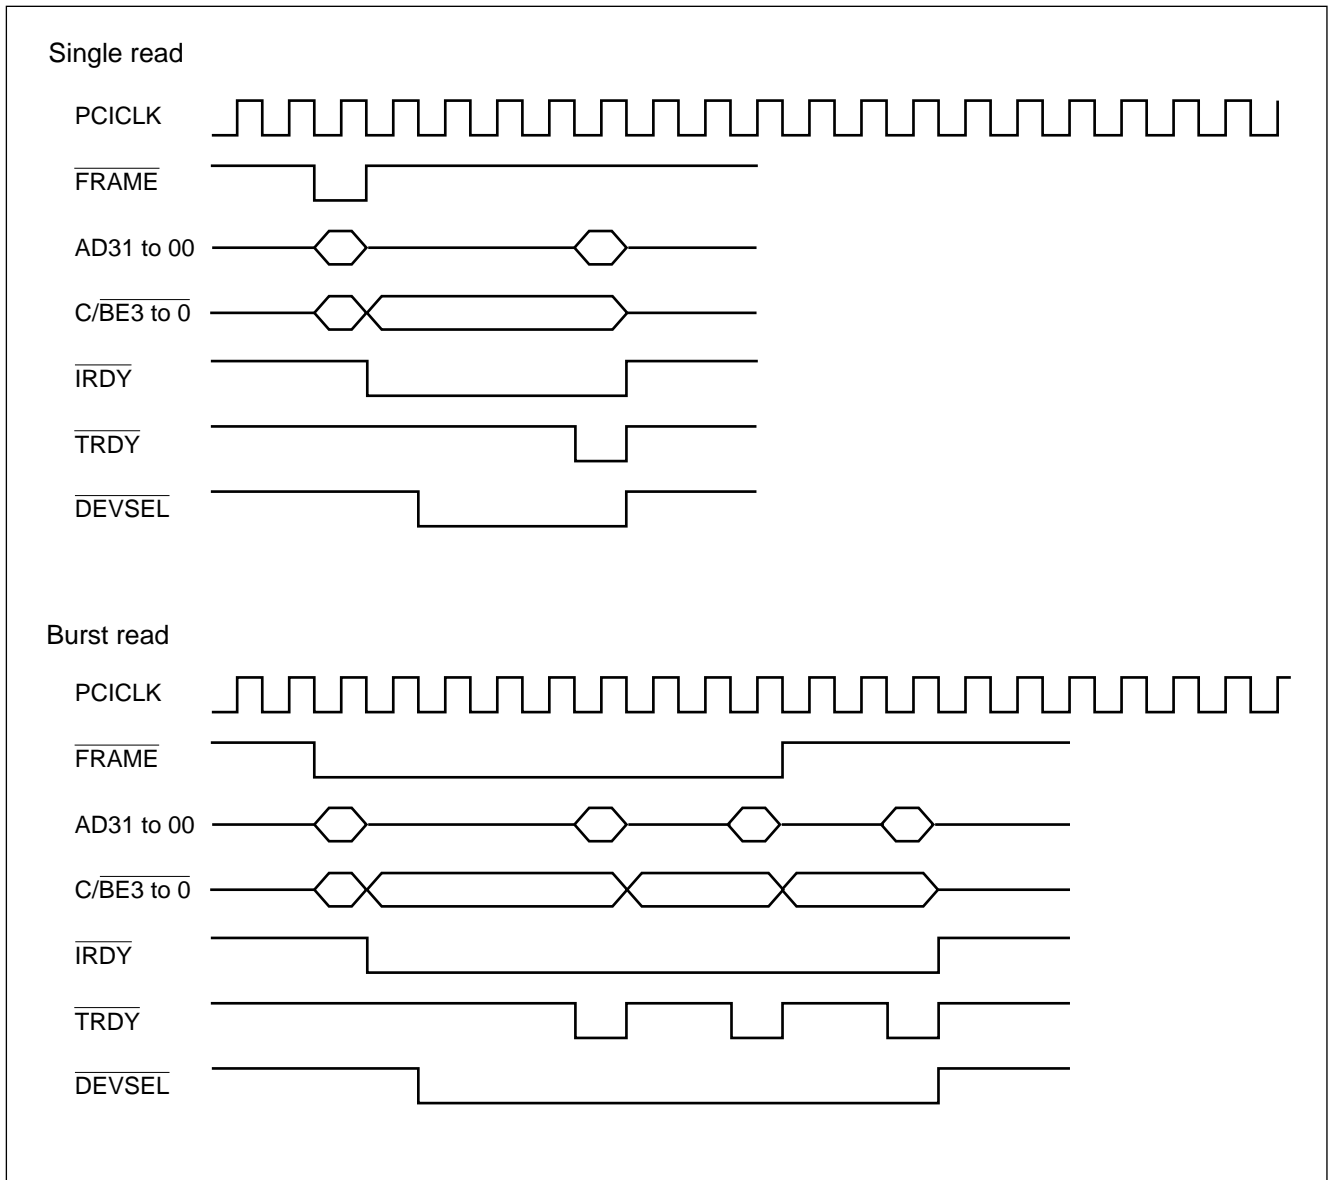 Single read
PCICLK
FRAME
AD31 to 00
C/BE3 to 0
IRDY
TRDY
DEVSEL
Burst read
PCICLK
FRAME
AD31 to 00
C/BE3 to 0
IRDY
TRDY
DEVSEL